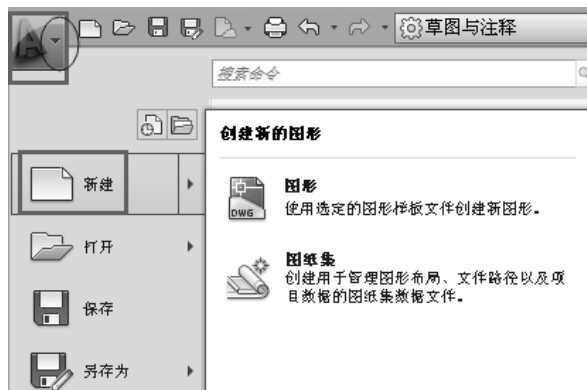 草图与注释
搜索命令
创建新的图形
新建
图形
使用选定的图形样板文件创建新图形。
DWG
打开
图纸集
创建用于管理图形布局、文件路径以及项
目数据的图纸集数据文件。
保存
另存为